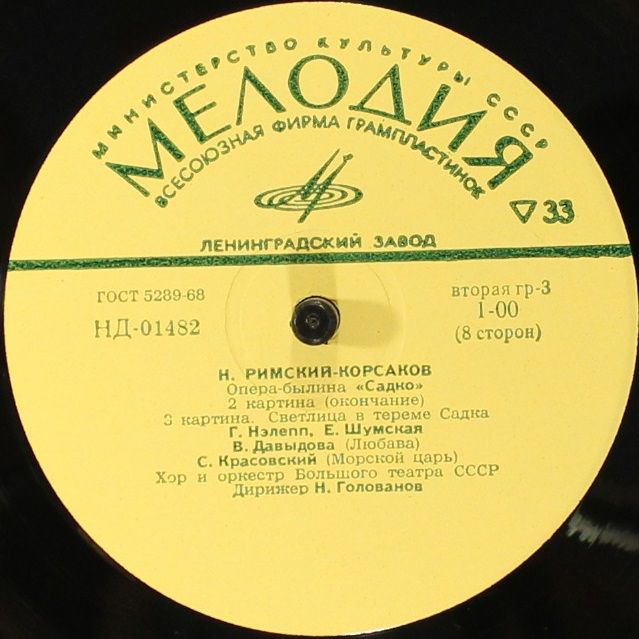 МИНИСТЕРСТВО КУЛЬТУРЫ СССР
МЕЛОДИЯ
ВСЕСОЮЗНАЯ ФИРМА ГРАМПЛАСТИНОК
33
ЛЕНИНГРАДСКИЙ ЗАВОД
ГОСТ 5289-68
НД-01482
вторая гр-3
1-00
(8 сторон)
Н. РИМСКИЙ-КОРСАКОВ
Опера-былина «Садко»
2 картина (окончание)
3 картина. Светлица в тереме Садка
Г. Нэлепп, Е. Шумская
В. Давыдова (Любава)
С. Красовский (Морской царь)
Хор и оркестр Большого театра СССР
Дирижер Н. Голованов